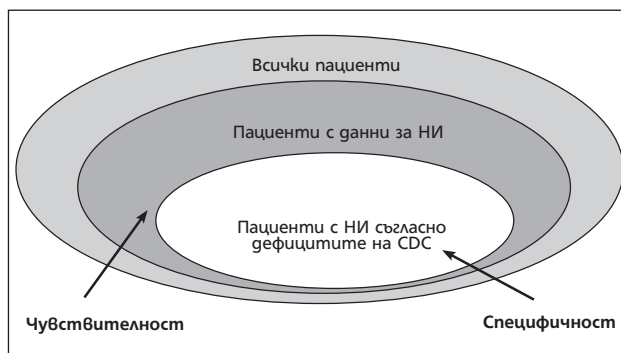 Всички пациенти
Пациенти с данни за НИ
Пациенти с НИ съгласно
дефицитите на CDC
Чувствителност
Специфичност